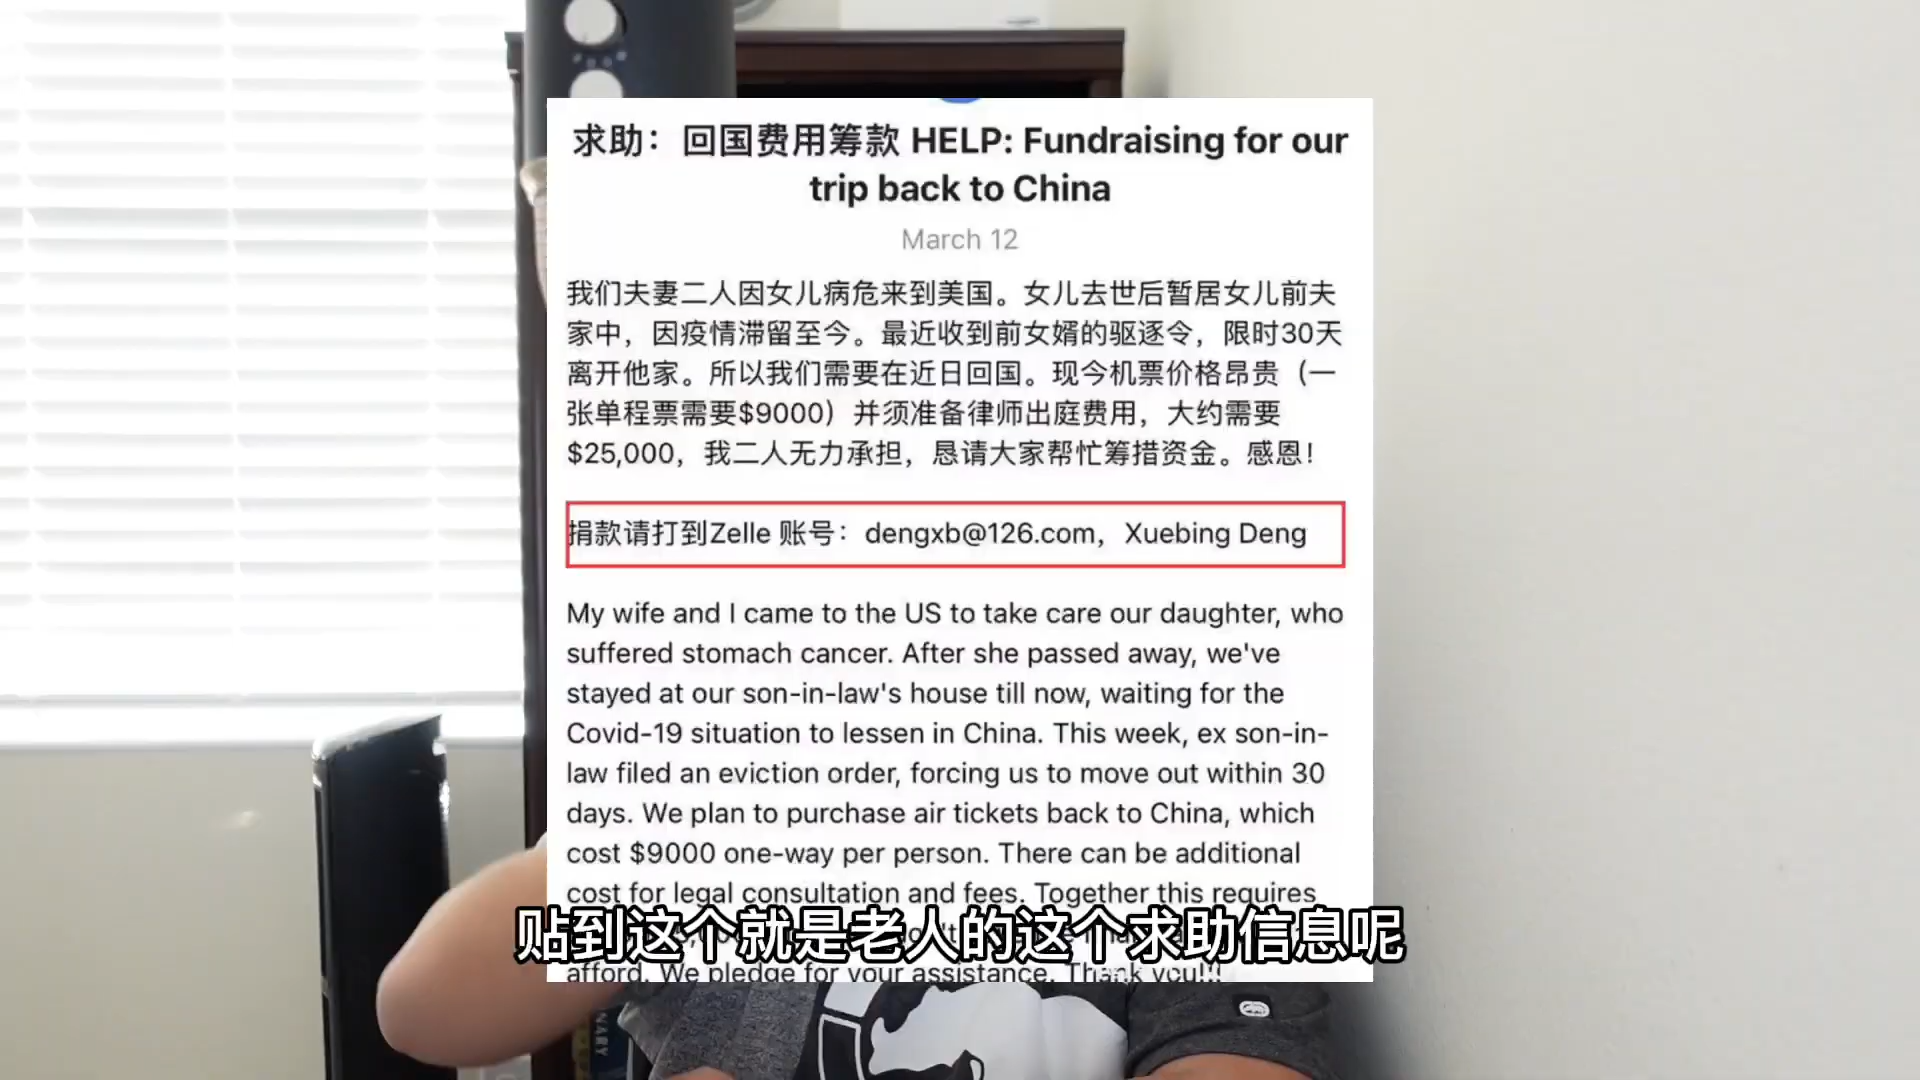 求助：回国费用筹款 HELP: Fundraising for our
trip back to China
March 12
我们夫妻二人因女儿病危来到美国。女儿去世后暂居女儿前夫
家中，因疫情滞留至今。最近收到前女婿的驱逐令，限时30天
离开他家。所以我们需要在近日回国。现今机票价格昂贵（一
张单程票需要$9000）并须准备律师出庭费用，大约需要
$25,000，我二人无力承担，恳请大家帮忙筹措资金。感恩！
捐款请打到Zelle 账号：dengxb@126.com，Xuebing Deng
My wife and I came to the US to take care our daughter, who
suffered stomach cancer. After she passed away, we've
stayed at our son-in-law's house till now, waiting for the
Covid-19 situation to lessen in China. This week, ex son-in-
law filed an eviction order, forcing us to move out within 30
days. We plan to purchase air tickets back to China, which
cost $9000 one-way per person. There can be additional
cost for legal consultation and fees. Together this requires
贴到这个就是老人的这个求助信息呢
afford. We pledge for your assistance. Thank you!!!